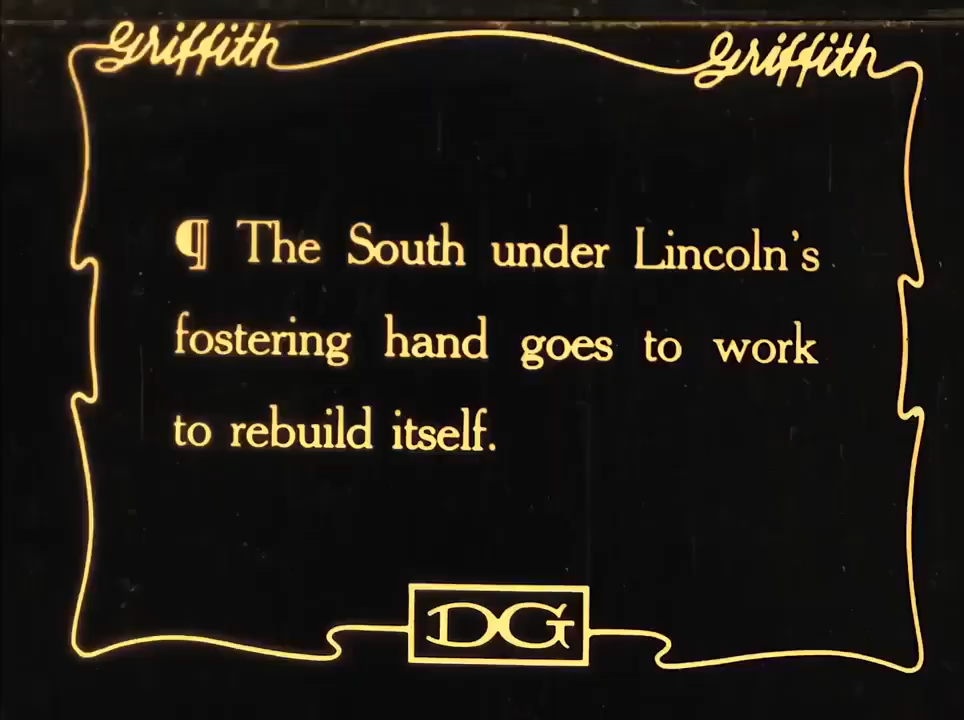 Griffith Griffith
¶ The South under Lincoln's
fostering hand goes to work
to rebuild itself.
DG